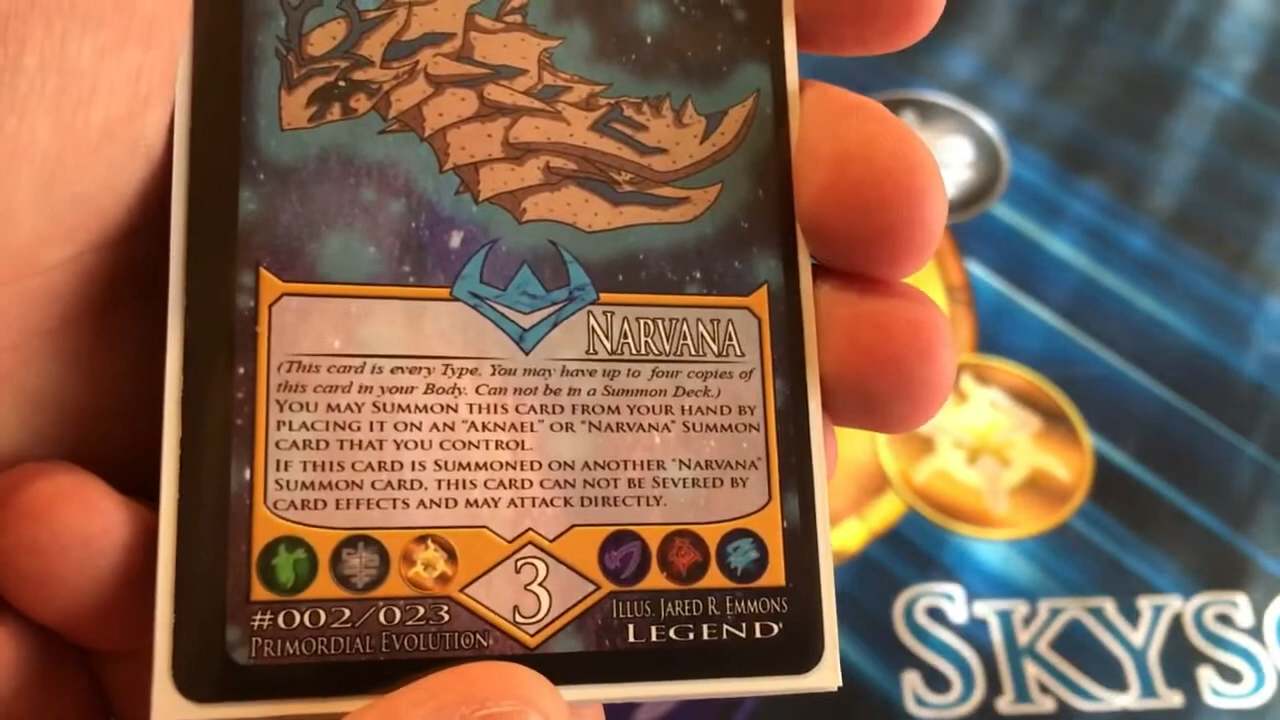 NARVANA
(This card is every Type. You may have up to four copies of
this card in your Body. Can not be in a Summon Deck.)
YOU MAY SUMMON THIS CARD FROM YOUR HAND BY
PLACING IT ON AN "AKNAEL" OR "NARVANA" SUMMON
CARD THAT YOU CONTROL.
IF THIS CARD IS SUMMONED ON ANOTHER "NARVANA"
SUMMON CARD, THIS CARD CAN NOT BE SEVERED BY
CARD EFFECTS AND MAY ATTACK DIRECTLY.
3
#002/023
ILLUS. JARED R. EMMONS
PRIMORDIAL EVOLUTION
LEGEND